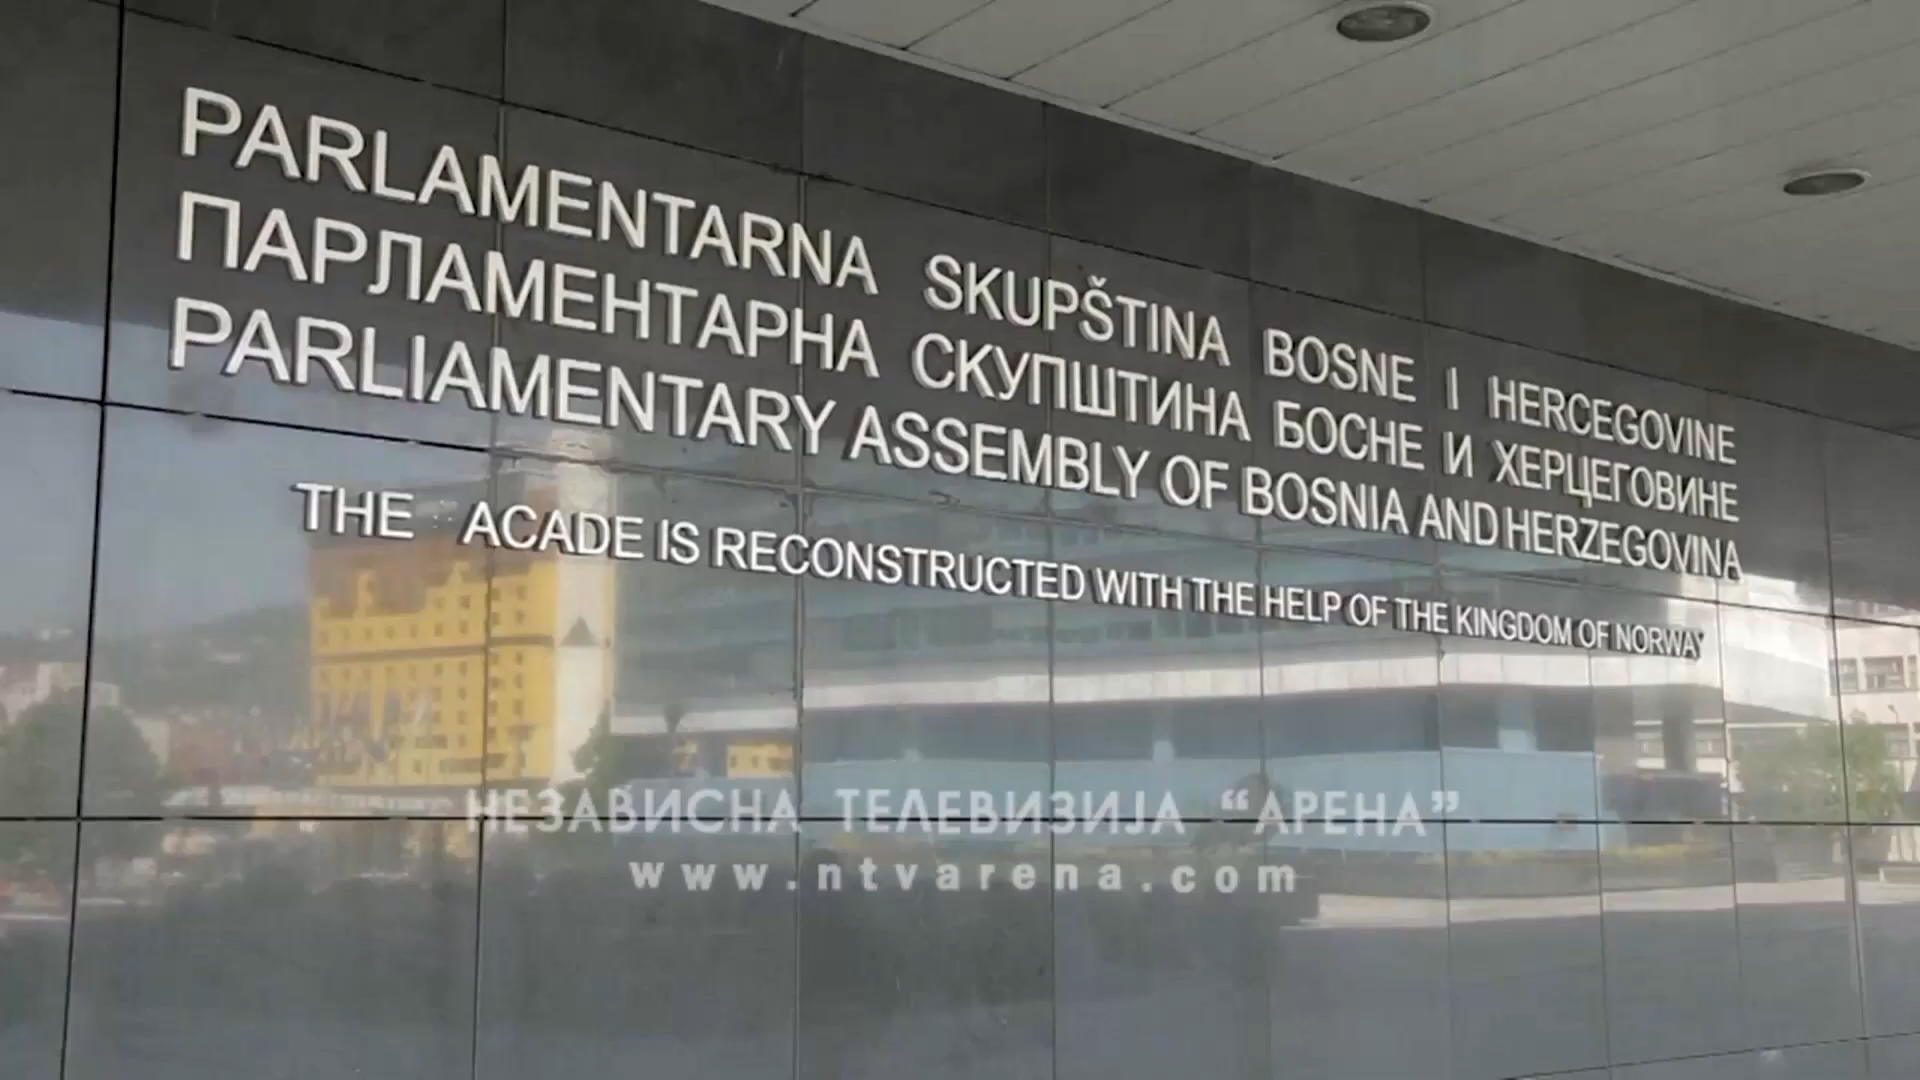 PARLAMENTARNA SKUPŠTINA BOSNE I HERCEGOVINE
ПАРЛАМЕНТАРНА СКУПШТИНА БОСНЕ И ХЕРЦЕГОВИНЕ
PARLIAMENTARY ASSEMBLY OF BOSNIA AND HERZEGOVINA
THE ACADE IS RECONSTRUCTED WITH THE HELP OF THE KINGDOM OF NORWAY
НЕЗАВИСНА ТЕЛЕВИЗИЈА “АРЕНА”
www.ntvarena.com